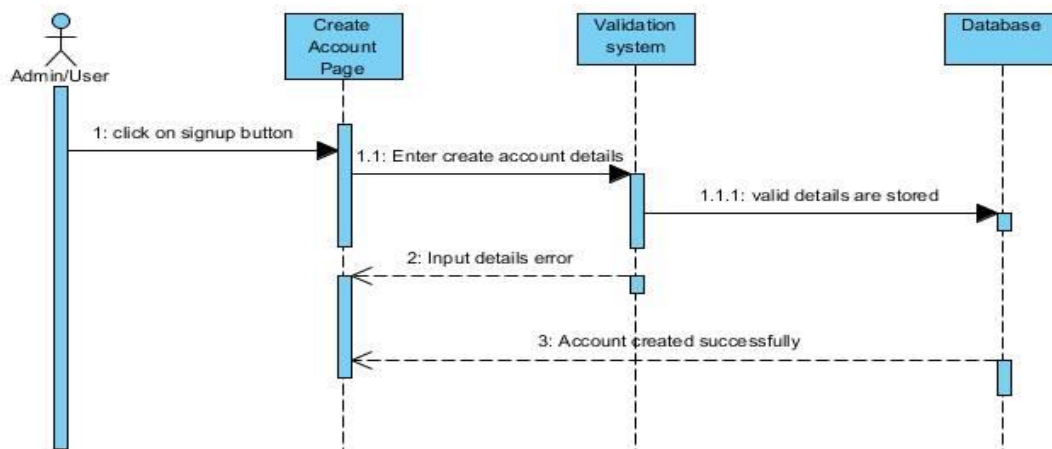 Create
Account
Page
Validation
system
Database
Admin/User
1: click on signup button
1.1: Enter create account details
1.1.1: valid details are stored
2: Input details error
3: Account created successfully